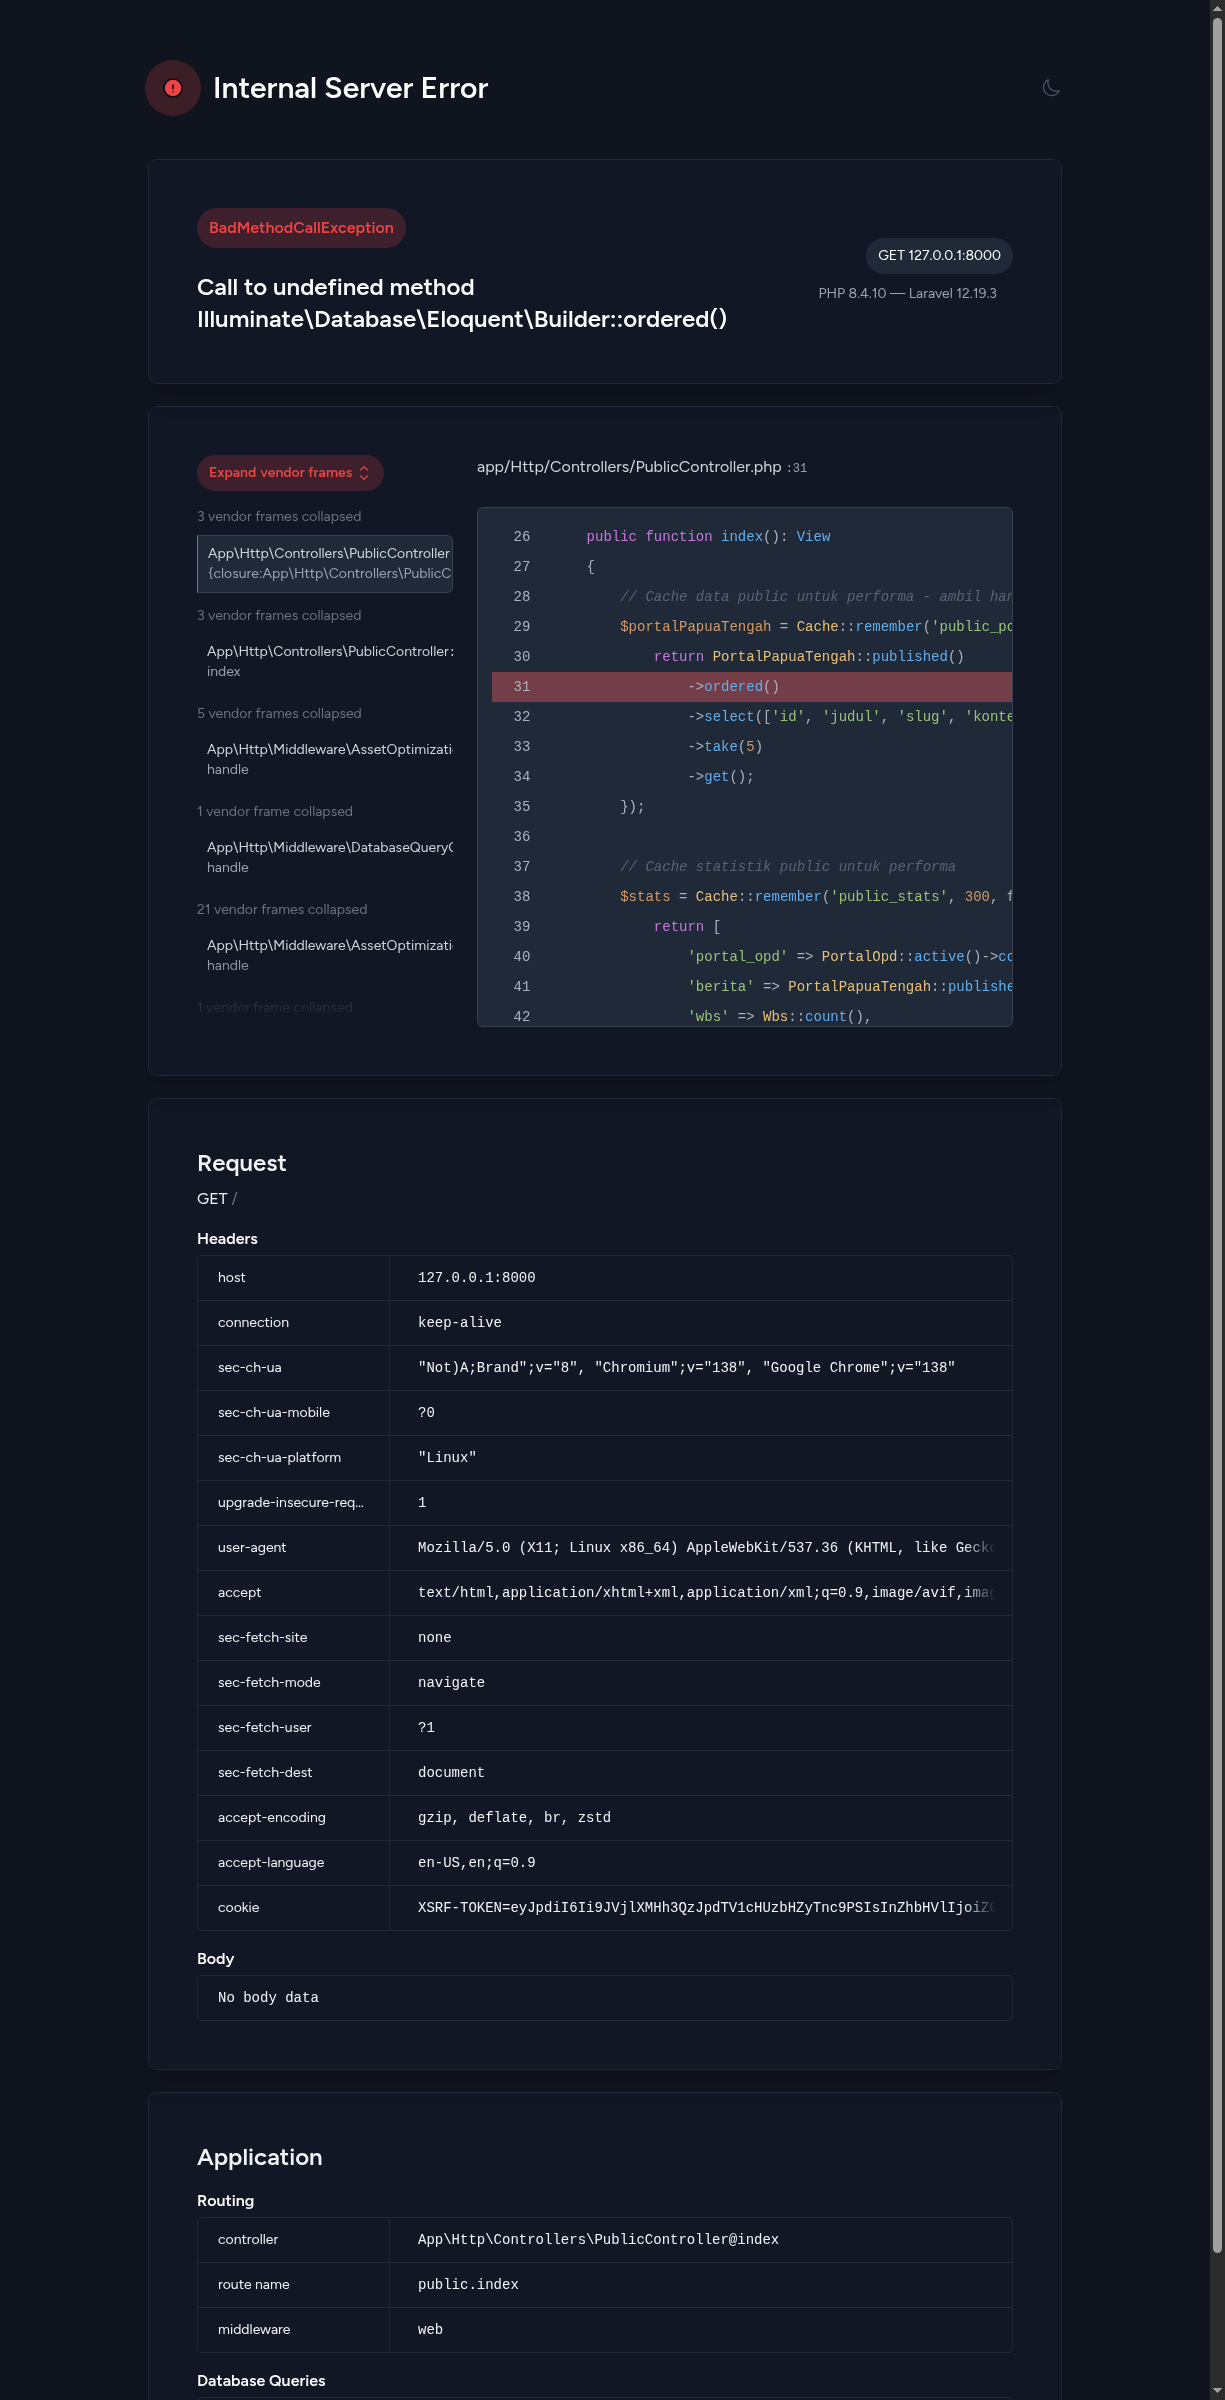 Internal Server Error
BadMethodCallException
GET 127.0.0.1:8000
PHP 8.4.10 — Laravel 12.19.3
Call to undefined method
Illuminate\Database\Eloquent\Builder::ordered()
Expand vendor frames
3 vendor frames collapsed
App\Http\Controllers\PublicController
{closure:App\Http\Controllers\PublicC
3 vendor frames collapsed
App\Http\Controllers\PublicController:
index
5 vendor frames collapsed
App\Http\Middleware\AssetOptimizati
handle
1 vendor frame collapsed
App\Http\Middleware\DatabaseQuery
handle
21 vendor frames collapsed
App\Http\Middleware\AssetOptimizati
handle
1 vendor frame collapsed
app/Http/Controllers/PublicController.php :31
26 public function index(): View
27 {
28 // Cache data public untuk performa - ambil har
29 $portalPapuaTengah = Cache::remember('public_po
30 return PortalPapuaTengah::published()
31 ->ordered()
32 ->select(['id', 'judul', 'slug', 'konte
33 ->take(5)
34 ->get();
35 });
36
37 // Cache statistik public untuk performa
38 $stats = Cache::remember('public_stats', 300, f
39 return [
40 'portal_opd' => PortalOpd::active()->co
41 'berita' => PortalPapuaTengah::publishe
42 'wbs' => Wbs::count(),
Request
GET /
Headers
host 127.0.0.1:8000
connection keep-alive
sec-ch-ua "Not)A;Brand";v="8", "Chromium";v="138", "Google Chrome";v="138"
sec-ch-ua-mobile ?0
sec-ch-ua-platform "Linux"
upgrade-insecure-req... 1
user-agent Mozilla/5.0 (X11; Linux x86_64) AppleWebKit/537.36 (KHTML, like Gecko
accept text/html,application/xhtml+xml,application/xml;q=0.9,image/avif,imag
sec-fetch-site none
sec-fetch-mode navigate
sec-fetch-user ?1
sec-fetch-dest document
accept-encoding gzip, deflate, br, zstd
accept-language en-US,en;q=0.9
cookie XSRF-TOKEN=eyJpdiI6Ii9JVjlXMHh3QzJpdTV1cHUzbHZyTnc9PSIsInZhbHVlIjoiZ
Body
No body data
Application
Routing
controller App\Http\Controllers\PublicController@index
route name public.index
middleware web
Database Queries